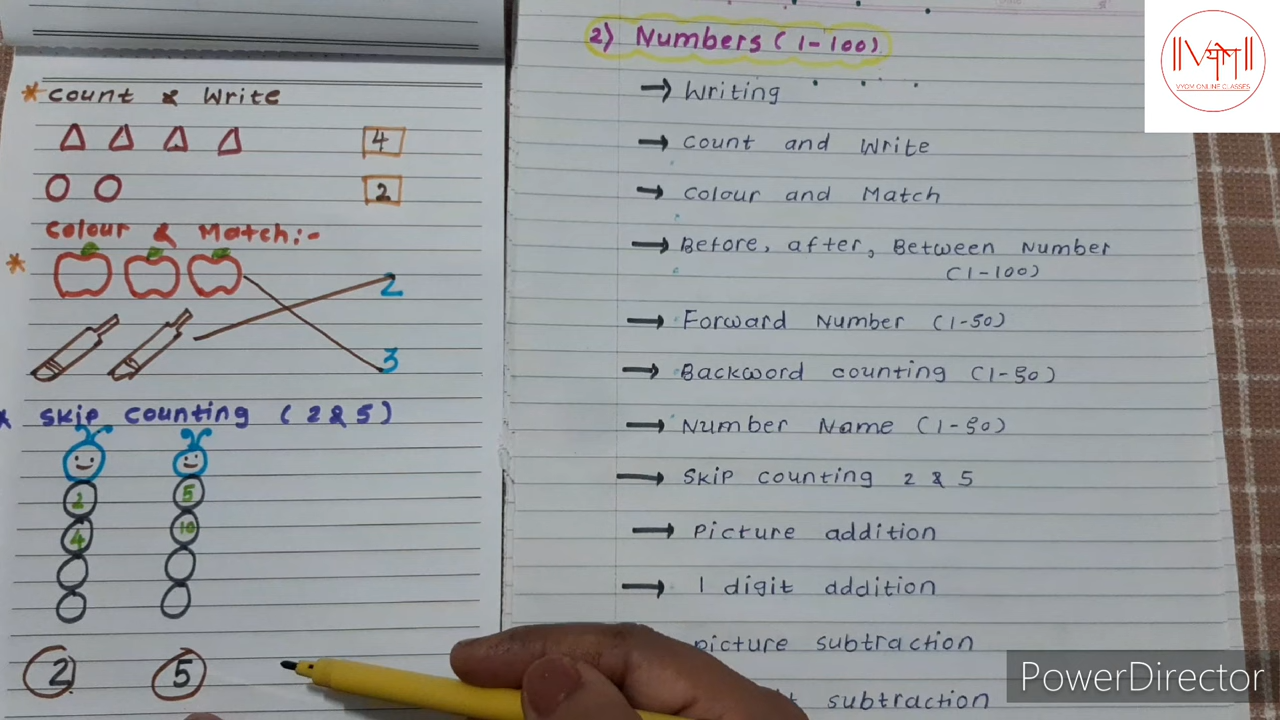 * Count & Write
4
2
Colour & Match:-
*
2
3
* Skip counting (2 & 5)
2
5
4
10
2
5
2) Numbers (1-100)
→ Writing
→ Count and Write
→ Colour and Match
→ Before, after, Between Number
(1-100)
→ Forward Number (1-50)
→ Backword counting (1-50)
→ Number Name (1-50)
→ Skip counting 2 & 5
→ Picture addition
→ 1 digit addition
picture subtraction
subtraction
॥व्योम॥
VYOM ONLINE CLASSES
PowerDirector